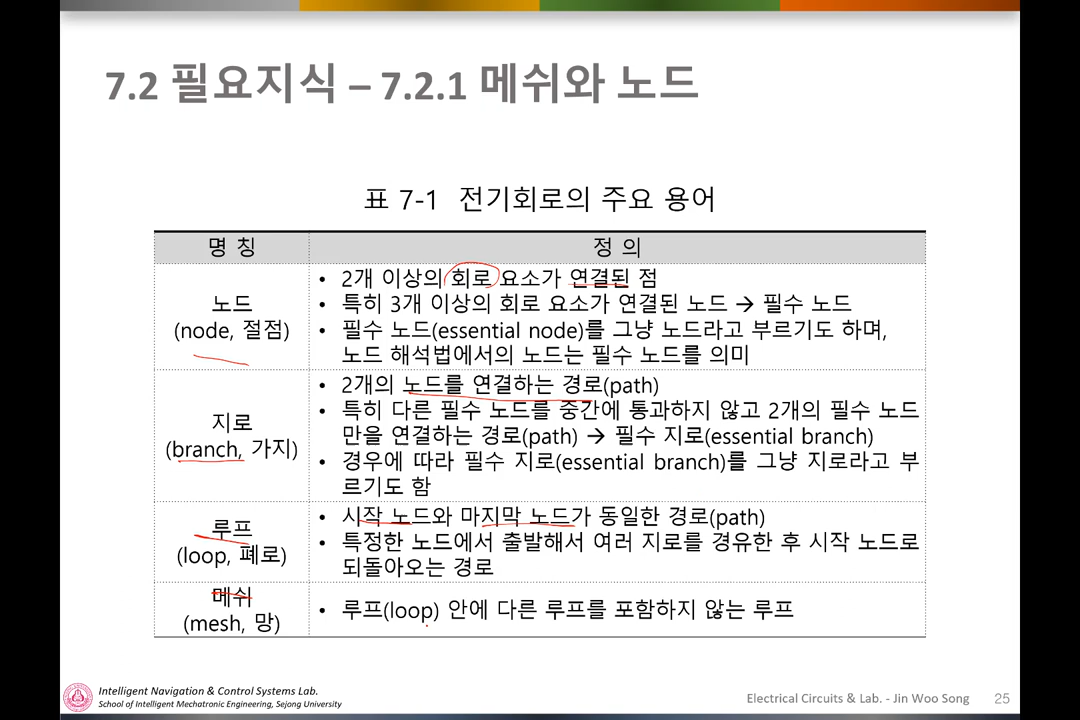 7.2 필요지식 – 7.2.1 메쉬와 노드
표 7-1 전기회로의 주요 용어
명 칭
정 의
노드
(node, 절점)
• 2개 이상의 회로 요소가 연결된 점
• 특히 3개 이상의 회로 요소가 연결된 노드 → 필수 노드
• 필수 노드(essential node)를 그냥 노드라고 부르기도 하며,
노드 해석법에서의 노드는 필수 노드를 의미
지로
(branch, 가지)
• 2개의 노드를 연결하는 경로(path)
• 특히 다른 필수 노드를 중간에 통과하지 않고 2개의 필수 노드
만을 연결하는 경로(path) → 필수 지로(essential branch)
• 경우에 따라 필수 지로(essential branch)를 그냥 지로라고 부
르기도 함
루프
(loop, 폐로)
• 시작 노드와 마지막 노드가 동일한 경로(path)
• 특정한 노드에서 출발해서 여러 지로를 경유한 후 시작 노드로
되돌아오는 경로
메쉬
(mesh, 망)
• 루프(loop) 안에 다른 루프를 포함하지 않는 루프
Intelligent Navigation & Control Systems Lab.
School of Intelligent Mechatronic Engineering, Sejong University
Electrical Circuits & Lab. - Jin Woo Song
25